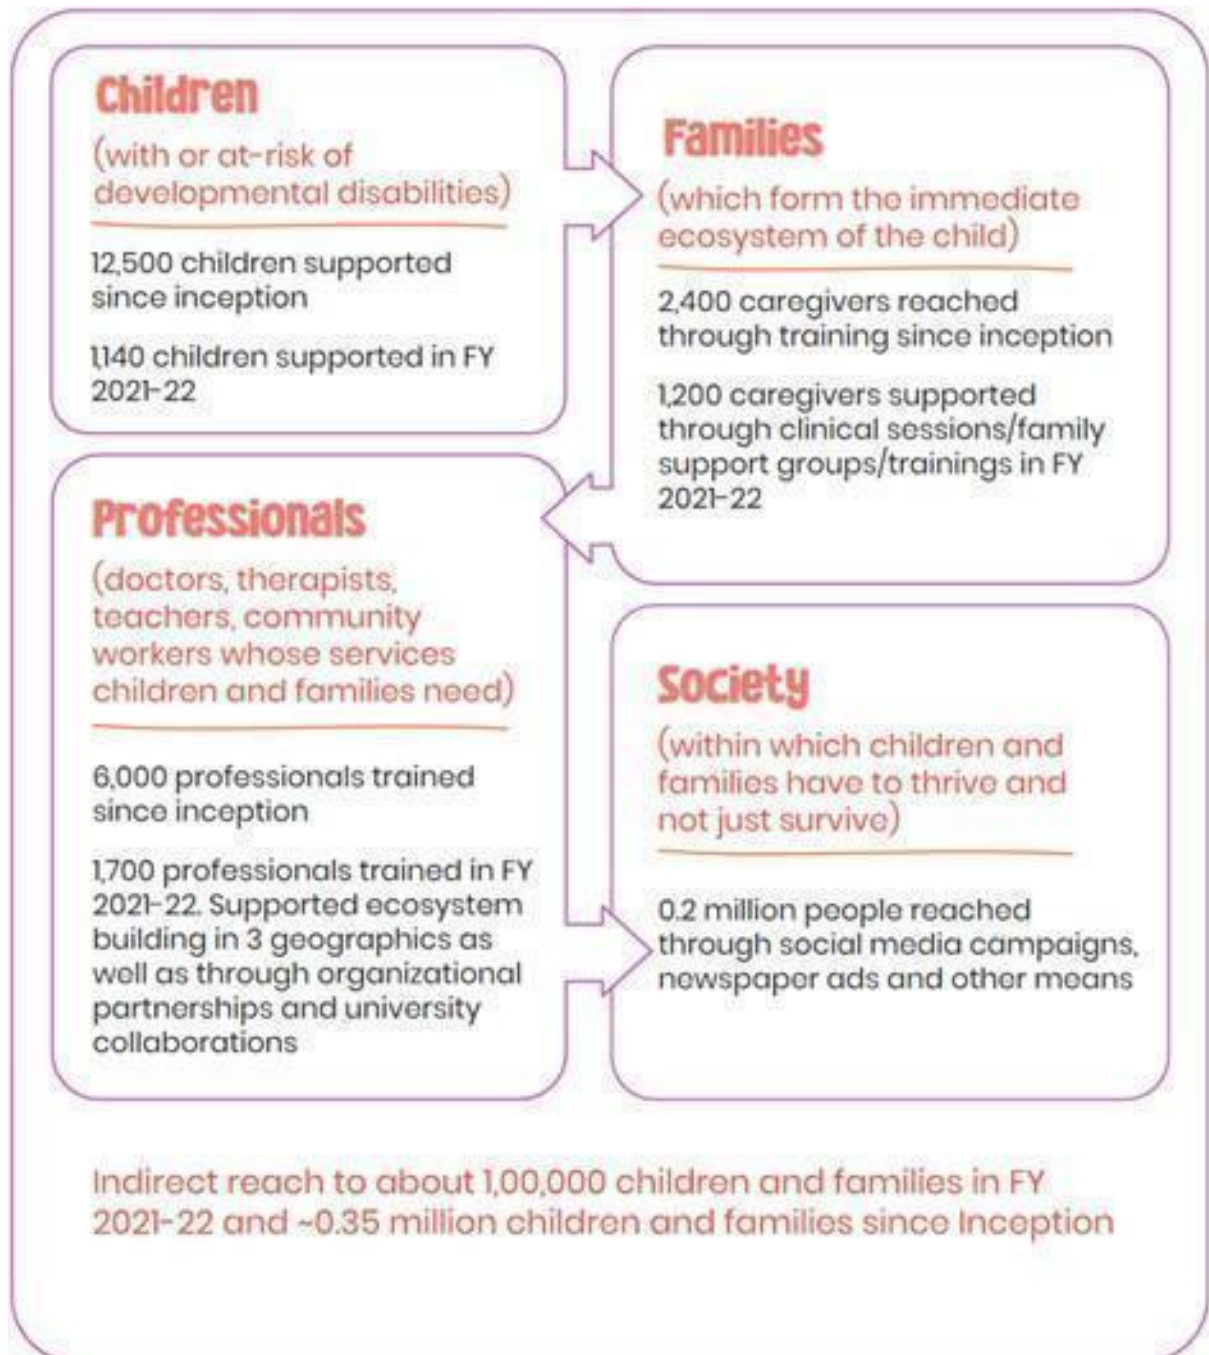 Children
(with or at-risk of
developmental disabilities)
12,500 children supported
since inception
1,140 children supported in FY
2021-22
Families
(which form the immediate
ecosystem of the child)
2,400 caregivers reached
through training since inception
1,200 caregivers supported
through clinical sessions/family
support groups/trainings in FY
2021-22
Professionals
(doctors, therapists,
teachers, community
workers whose services
children and families need)
6,000 professionals trained
since inception
1,700 professionals trained in FY
2021-22. Supported ecosystem
building in 3 geographics as
well as through organizational
partnerships and university
collaborations
Society
(within which children and
families have to thrive and
not just survive)
0.2 million people reached
through social media campaigns,
newspaper ads and other means
Indirect reach to about 1,00,000 children and families in FY
2021-22 and ~0.35 million children and families since Inception